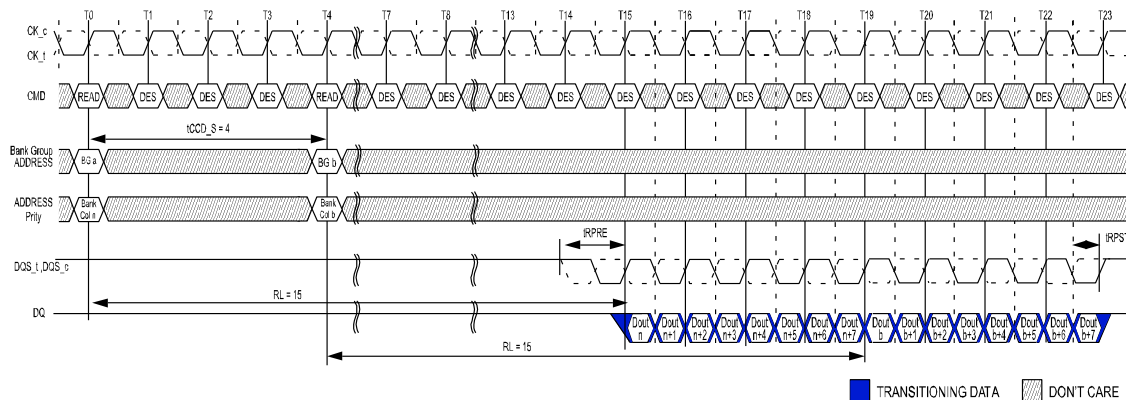 T0 T1 T2 T3 T4 T7 T8 T13 T14 T15 T16 T17 T18 T19 T20 T21 T22 T23
CK_c
CK_t
CMD READ DES DES DES READ DES DES DES DES DES DES DES DES DES DES DES DES DES
tCCD_S = 4
Bank Group
ADDRESS
BG a BG b
ADDRESS
Prity
Bank
Col n
Bank
Col b
tRPRE tRPST
DQS_t ,DQS_c
RL = 15
DQ
Dout Dout Dout Dout Dout Dout Dout Dout Dout Dout Dout Dout Dout Dout Dout Dout
n n+1 n+2 n+3 n+4 n+5 n+6 n+7 b b+1 b+2 b+3 b+4 b+5 b+6 b+7
RL = 15
TRANSITIONING DATA DON'T CARE